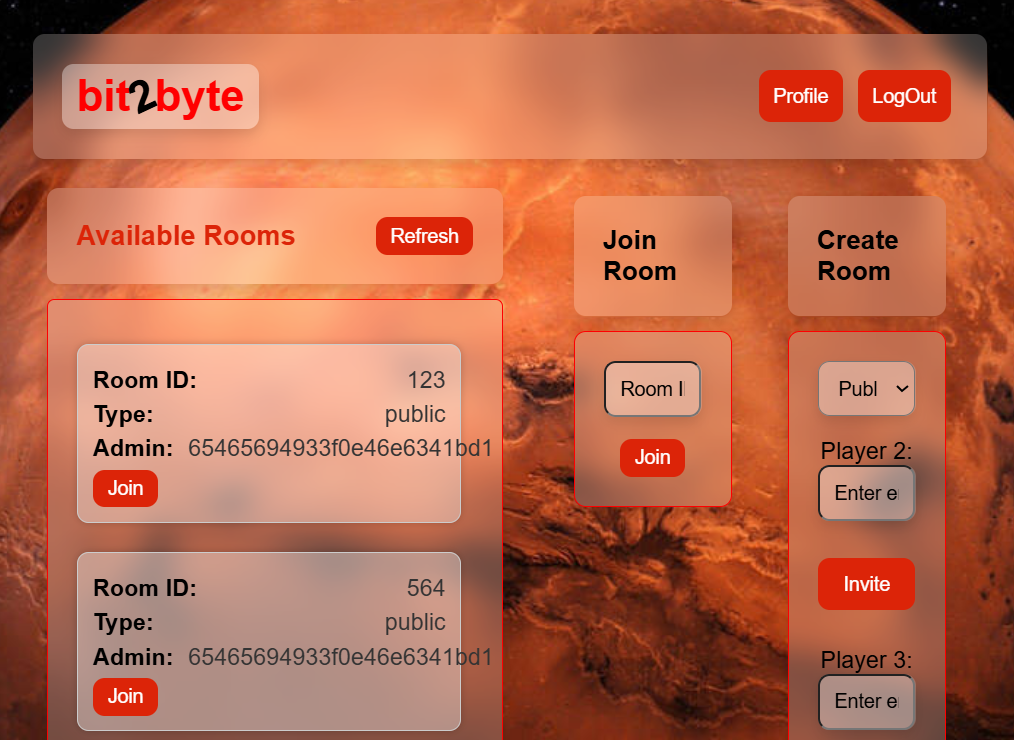 bit2byte
Profile
LogOut
Available Rooms
Refresh
Room ID:
123
Type:
public
Admin:
65465694933f0e46e6341bd1
Join
Room ID:
564
Type:
public
Admin:
65465694933f0e46e6341bd1
Join
Join
Room
Room I
Join
Create
Room
Publ
Player 2:
Enter e
Invite
Player 3:
Enter e